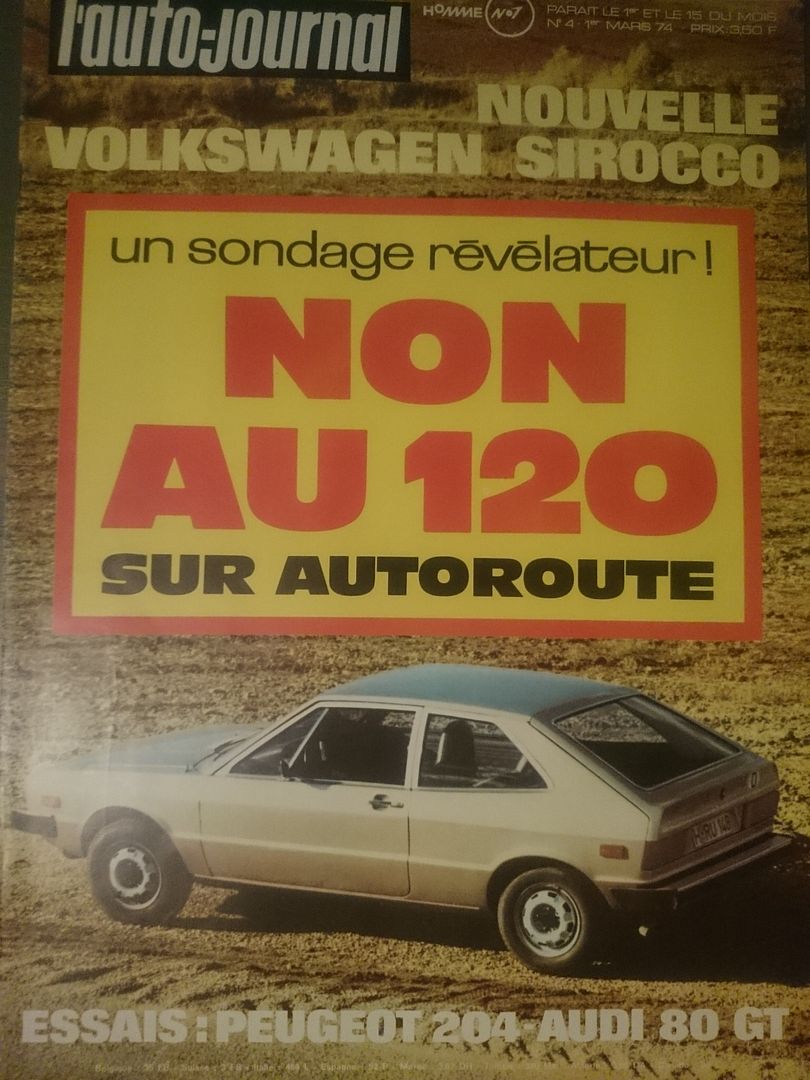 l'auto-journal
HOMME N°7
PARAIT LE 1er ET LE 15 DU MOIS
N° 4 - 1er MARS 74 - PRIX: 3,50 F
NOUVELLE
VOLKSWAGEN SIROCCO
un sondage révélateur!
NON
AU 120
SUR AUTOROUTE
D
ESSAIS: PEUGEOT 204-AUDI 80 GT